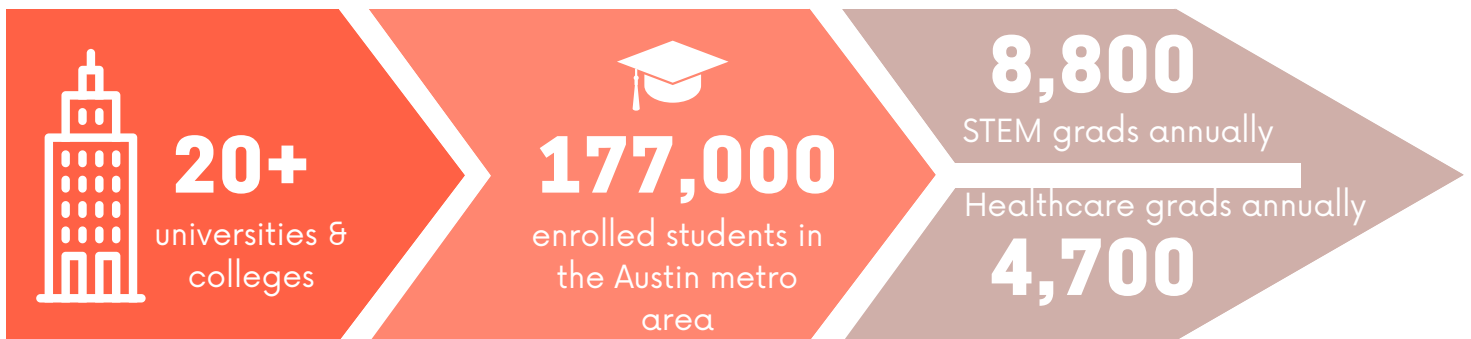 20+
universities &
colleges
177,000
enrolled students in
the Austin metro
area
8,800
STEM grads annually
Healthcare grads annually
4,700